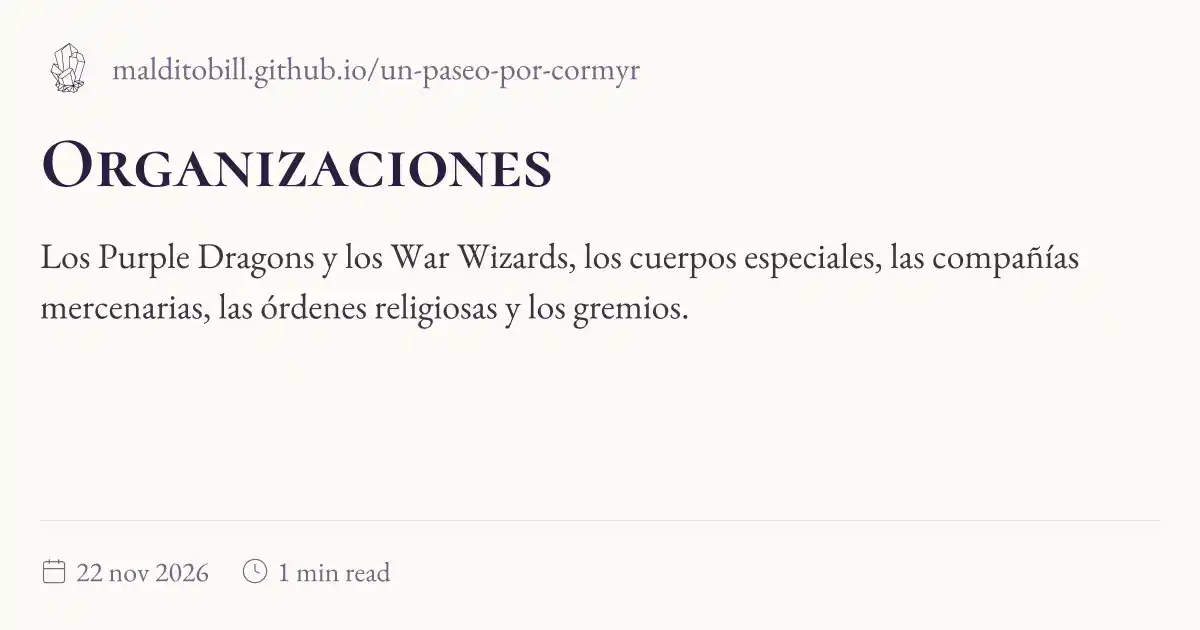 malditobill.github.io/un-paseo-por-cormyr
Organizaciones
Los Purple Dragons y los War Wizards, los cuerpos especiales, las compañías
mercenarias, las órdenes religiosas y los gremios.
22 nov 2026 1 min read